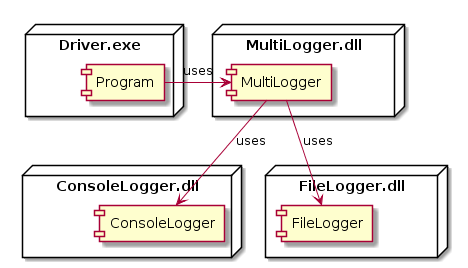 Driver.exe
MultiLogger.dll
Program
uses
MultiLogger
uses
uses
ConsoleLogger.dll
FileLogger.dll
ConsoleLogger
FileLogger